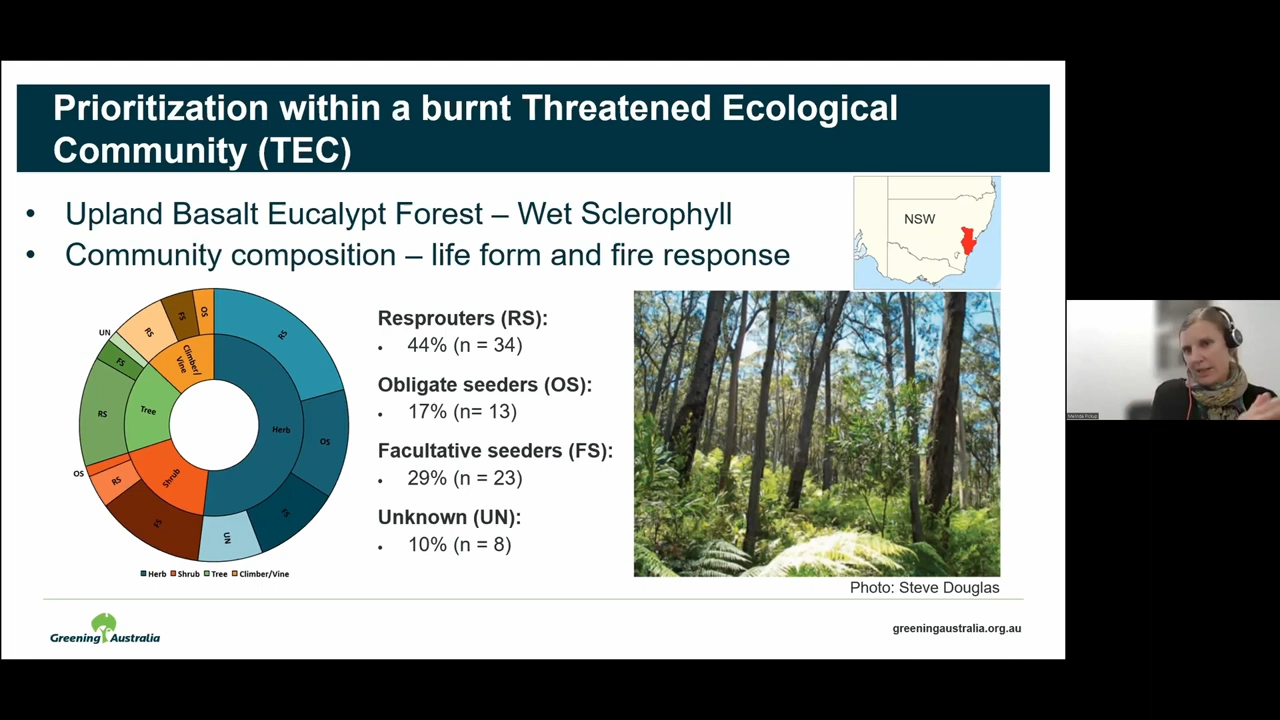 Prioritization within a burnt Threatened Ecological
Community (TEC)
• Upland Basalt Eucalypt Forest – Wet Sclerophyll
• Community composition – life form and fire response
NSW
RS
OS
FS
UN
FS
RS
OS
RS
FS
UN
RS
FS
OS
Herb
Shrub
Tree
Climber/
Vine
Herb Shrub Tree Climber/Vine
Resprouters (RS):
• 44% (n = 34)
Obligate seeders (OS):
• 17% (n= 13)
Facultative seeders (FS):
• 29% (n = 23)
Unknown (UN):
• 10% (n = 8)
Photo: Steve Douglas
Greening Australia
greeningaustralia.org.au